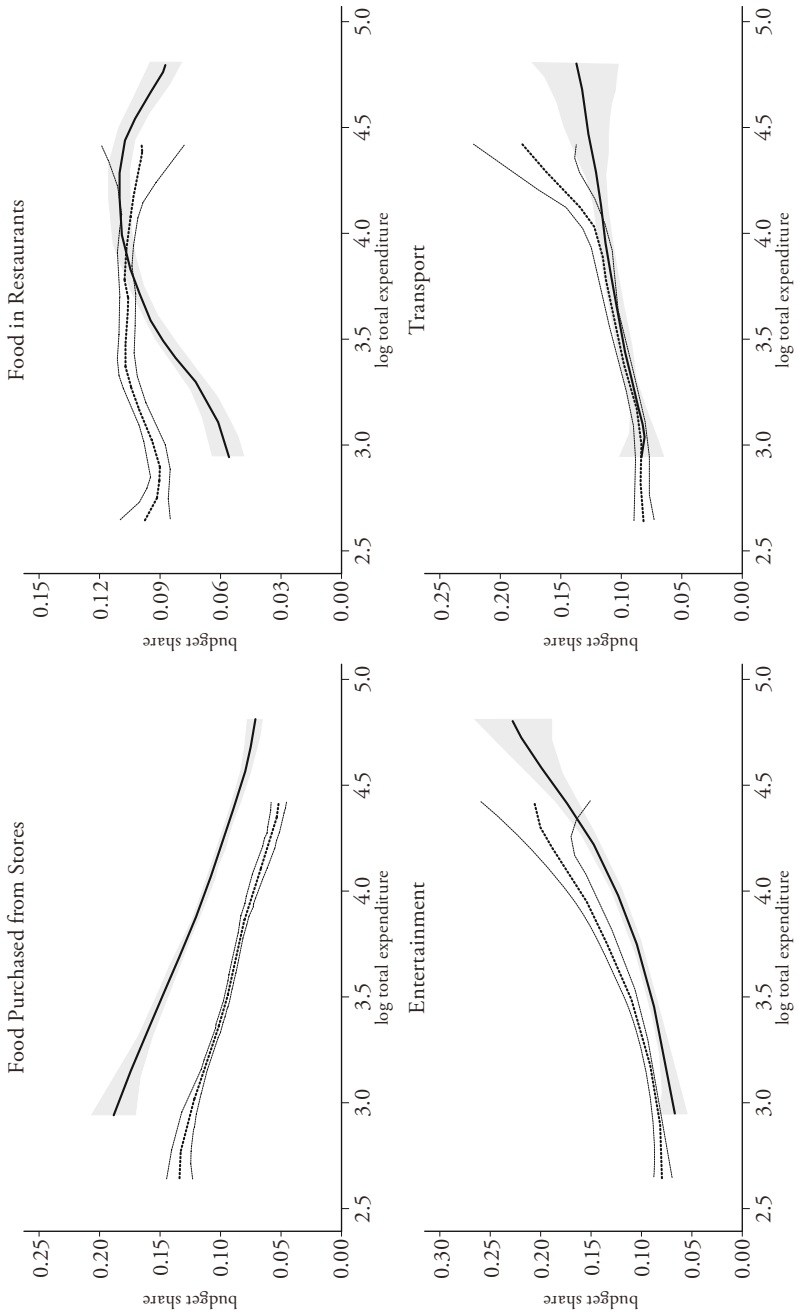 Food Purchased from Stores
0.25
0.20
0.15
0.10
0.05
0.00
budget share
2.5 3.0 3.5 4.0 4.5 5.0
log total expenditure
Food in Restaurants
0.15
0.12
0.09
0.06
0.03
0.00
budget share
2.5 3.0 3.5 4.0 4.5 5.0
log total expenditure
Entertainment
0.30
0.20
0.15
0.10
0.05
0.00
budget share
2.5 3.0 3.5 4.0 4.5 5.0
log total expenditure
Transport
0.25
0.20
0.15
0.10
0.05
0.00
budget share
2.5 3.0 3.5 4.0 4.5 5.0
log total expenditure